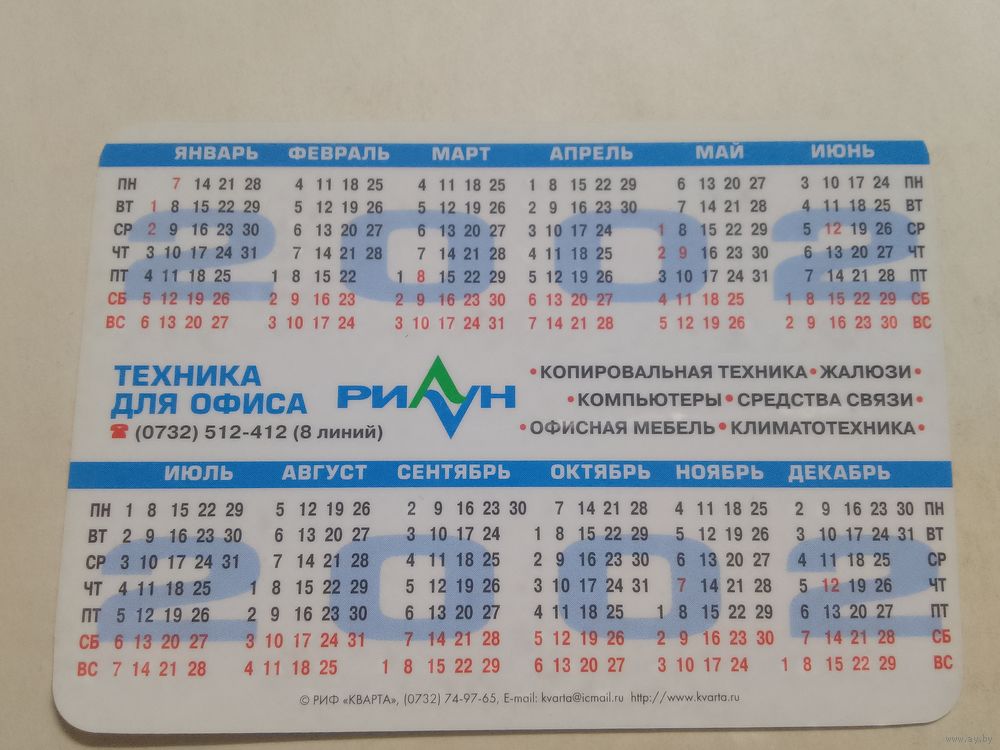 ЯНВАРЬ ФЕВРАЛЬ МАРТ АПРЕЛЬ МАЙ ИЮНЬ
ПН 7 14 21 28 4 11 18 25 4 11 18 25 1 8 15 22 29 6 13 20 27 3 10 17 24 ПН
ВТ 1 8 15 22 29 5 12 19 26 5 12 19 26 2 9 16 23 30 7 14 21 28 4 11 18 25 ВТ
СР 2 9 16 23 30 6 13 20 27 6 13 20 27 3 10 17 24 1 8 15 22 29 5 12 19 26 СР
ЧТ 3 10 17 24 31 7 14 21 28 7 14 21 28 4 11 18 25 2 9 16 23 30 6 13 20 27 ЧТ
ПТ 4 11 18 25 1 8 15 22 1 8 15 22 29 5 12 19 26 3 10 17 24 31 7 14 21 28 ПТ
СБ 5 12 19 26 2 9 16 23 2 9 16 23 30 6 13 20 27 4 11 18 25 1 8 15 22 29 СБ
ВС 6 13 20 27 3 10 17 24 3 10 17 24 31 7 14 21 28 5 12 19 26 2 9 16 23 30 ВС
2002
ТЕХНИКА
ДЛЯ ОФИСА
☎ (0732) 512-412 (8 линий)
РИАН
• КОПИРОВАЛЬНАЯ ТЕХНИКА • ЖАЛЮЗИ •
• КОМПЬЮТЕРЫ • СРЕДСТВА СВЯЗИ •
• ОФИСНАЯ МЕБЕЛЬ • КЛИМАТОТЕХНИКА •
ИЮЛЬ АВГУСТ СЕНТЯБРЬ ОКТЯБРЬ НОЯБРЬ ДЕКАБРЬ
ПН 1 8 15 22 29 5 12 19 26 2 9 16 23 30 7 14 21 28 4 11 18 25 2 9 16 23 30 ПН
ВТ 2 9 16 23 30 6 13 20 27 3 10 17 24 1 8 15 22 29 5 12 19 26 3 10 17 24 31 ВТ
СР 3 10 17 24 31 7 14 21 28 4 11 18 25 2 9 16 23 30 6 13 20 27 4 11 18 25 СР
ЧТ 4 11 18 25 1 8 15 22 29 5 12 19 26 3 10 17 24 31 7 14 21 28 5 12 19 26 ЧТ
ПТ 5 12 19 26 2 9 16 23 30 6 13 20 27 4 11 18 25 1 8 15 22 29 6 13 20 27 ПТ
СБ 6 13 20 27 3 10 17 24 31 7 14 21 28 5 12 19 26 2 9 16 23 30 7 14 21 28 СБ
ВС 7 14 21 28 4 11 18 25 1 8 15 22 29 6 13 20 27 3 10 17 24 1 8 15 22 29 ВС
2002
© РИФ «КВАРТА», (0732) 74-97-65, E-mail: kvarta@icmail.ru http://www.kvarta.ru
www.ay.by